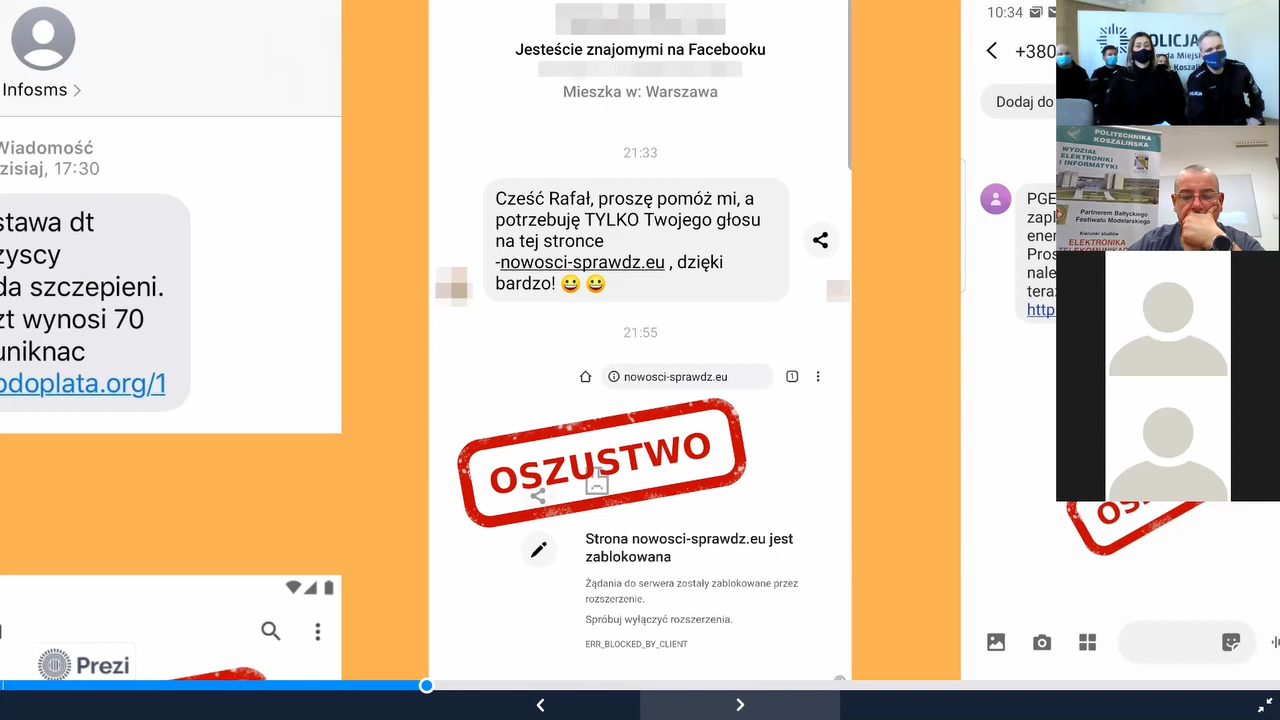 Infosms
Wiadomość
zisiaj, 17:30
stawa dt
zyscy
da szczepieni.
zt wynosi 70
uniknac
odoplata.org/1
Prezi
Jesteście znajomymi na Facebooku
Mieszka w: Warszawa
21:33
Cześć Rafał, proszę pomóż mi, a
potrzebuję TYLKO Twojego głosu
na tej stronce
-nowosci-sprawdz.eu , dzięki
bardzo! 😀 😀
21:55
nowosci-sprawdz.eu
1
OSZUSTWO
Strona nowosci-sprawdz.eu jest
zablokowana
Żądania do serwera zostały zablokowane przez
rozszerzenie.
Spróbuj wyłączyć rozszerzenia.
ERR_BLOCKED_BY_CLIENT
10:34
+380
Dodaj do
PGE
zapl
ener
Pros
nale
teraz
http
POLICJA
POLITECHNIKA
KOSZALIŃSKA
WYDZIAŁ
ELEKTRONIKI
I INFORMATYKI
Partnerem Bałtyckiego
Festiwalu Modelarskiego
Kierunki studiów
ELEKTRONIKA